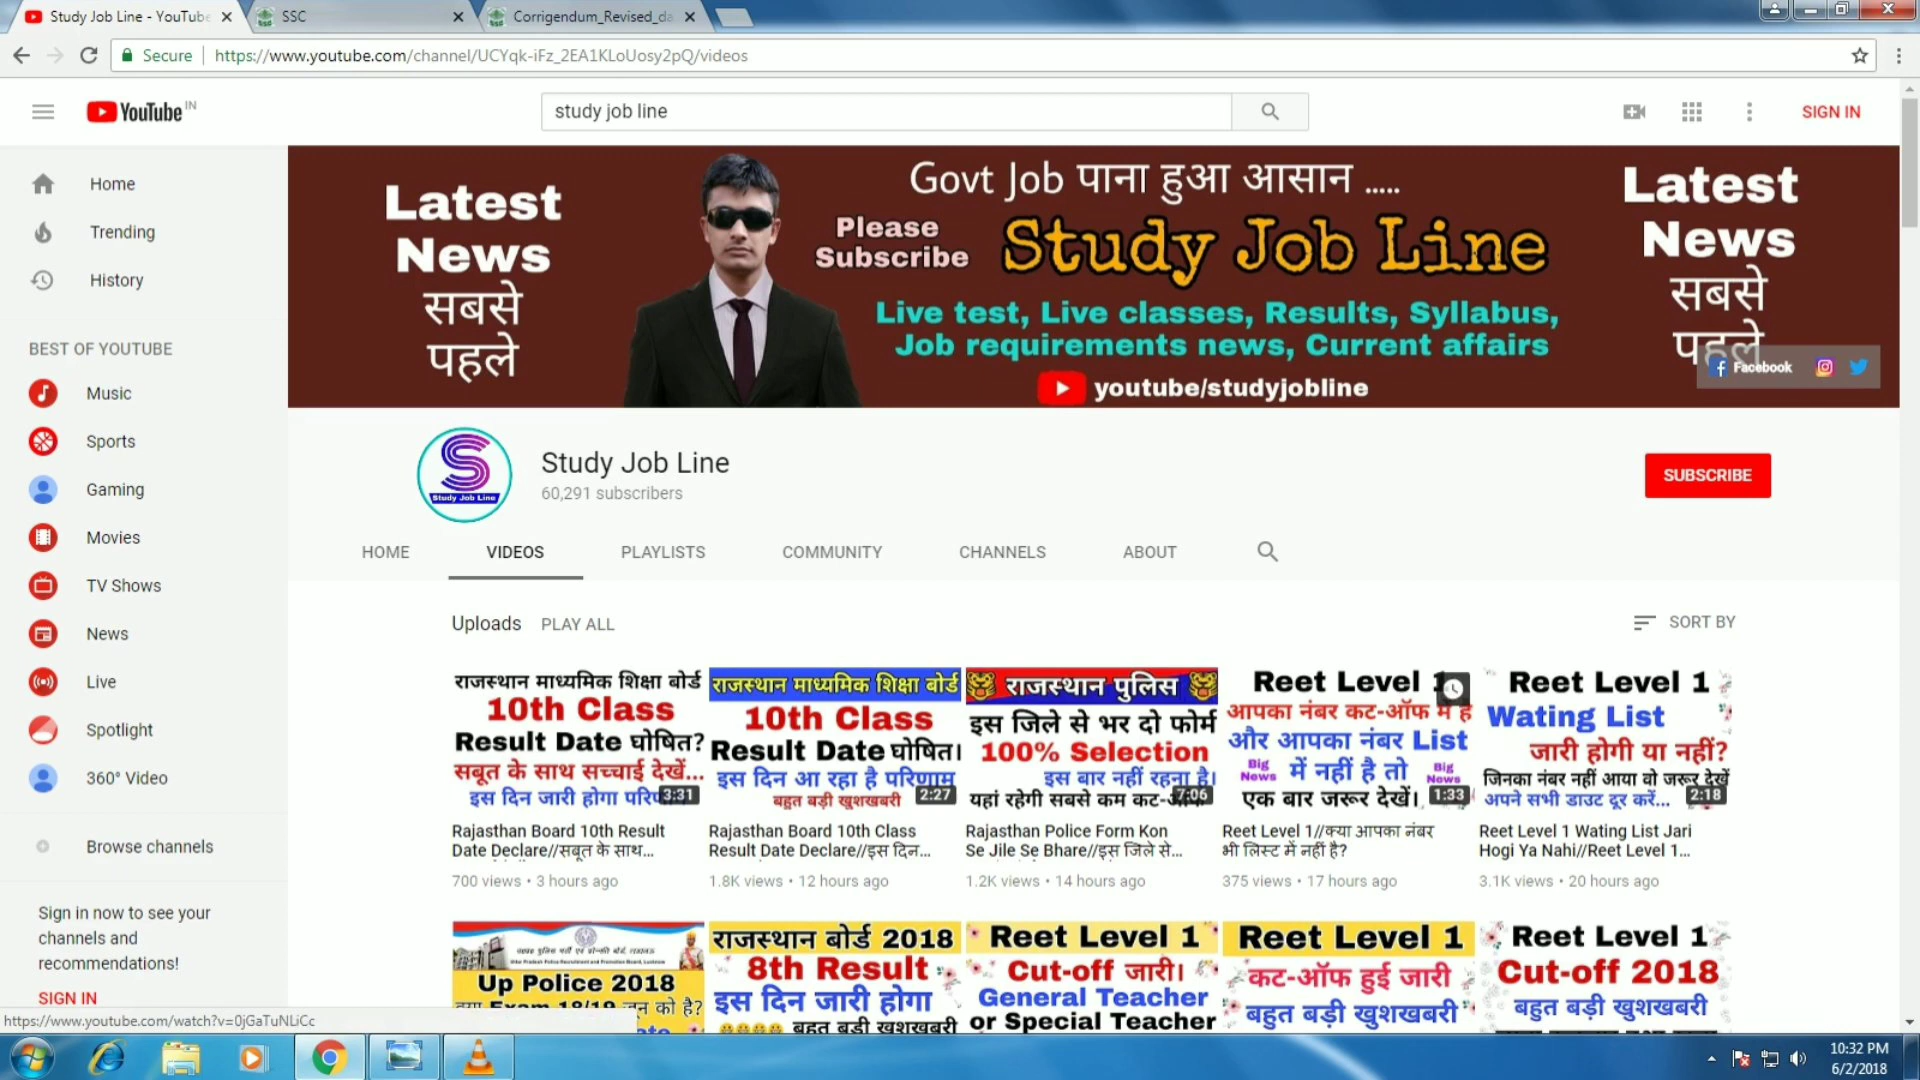 Study Job Line - YouTube
SSC
Corrigendum_Revised_da
Secure
https://www.youtube.com/channel/UCYqk-iFz_2EA1KLoUosy2pQ/videos
YouTube IN
study job line
SIGN IN
Home
Trending
History
BEST OF YOUTUBE
Music
Sports
Gaming
Movies
TV Shows
News
Live
Spotlight
360° Video
Browse channels
Sign in now to see your
channels and
recommendations!
SIGN IN
Latest
News
सबसे
पहले
Govt Job पाना हुआ आसान .....
Please
Subscribe
Study Job Line
Live test, Live classes, Results, Syllabus,
Job requirements news, Current affairs
youtube/studyjobline
Latest
News
सबसे
पहले
Facebook
Study Job Line
Study Job Line
60,291 subscribers
SUBSCRIBE
HOME
VIDEOS
PLAYLISTS
COMMUNITY
CHANNELS
ABOUT
Uploads
PLAY ALL
SORT BY
राजस्थान माध्यमिक शिक्षा बोर्ड
10th Class
Result Date घोषित?
सबूत के साथ सच्चाई देखें...
इस दिन जारी होगा
3:31
Rajasthan Board 10th Result
Date Declare//सबूत के साथ...
700 views • 3 hours ago
राजस्थान माध्यमिक शिक्षा बोर्ड
10th Class
Result Date घोषित।
इस दिन आ रहा है परिणाम
बहुत बड़ी खुशखबरी
2:27
Rajasthan Board 10th Class
Result Date Declare//इस दिन...
1.8K views • 12 hours ago
राजस्थान पुलिस
इस जिले से भर दो फोर्म
100% Selection
इस बार नहीं रहना है।
यहां रहेगी सबसे कम कट-ऑफ
7:06
Rajasthan Police Form Kon
Se Jile Se Bhare//इस जिले से...
1.2K views • 14 hours ago
Reet Level 1
आपका नंबर कट-ऑफ में है
और आपका नंबर List
Big
News
में नहीं है तो
Big
News
एक बार जरूर देखें।
1:33
Reet Level 1//क्या आपका नंबर
भी लिस्ट में नहीं है?
375 views • 17 hours ago
Reet Level 1
Wating List
जारी होगी या नहीं?
जिनका नंबर नहीं आया वो जरूर देखें
अपने सभी डाउट दूर करें...
2:18
Reet Level 1 Wating List Jari
Hogi Ya Nahi//Reet Level 1...
3.1K views • 20 hours ago
Up Police 2018
राजस्थान बोर्ड 2018
8th Result
इस दिन जारी होगा
बहुत बड़ी खुशखबरी
Reet Level 1
Cut-off जारी।
General Teacher
or Special Teacher
Reet Level 1
कट-ऑफ हुई जारी
बहुत बड़ी खुशखबरी
Reet Level 1
Cut-off 2018
बहुत बड़ी खुशखबरी
https://www.youtube.com/watch?v=0jGaTuNLiCc
10:32 PM
6/2/2018